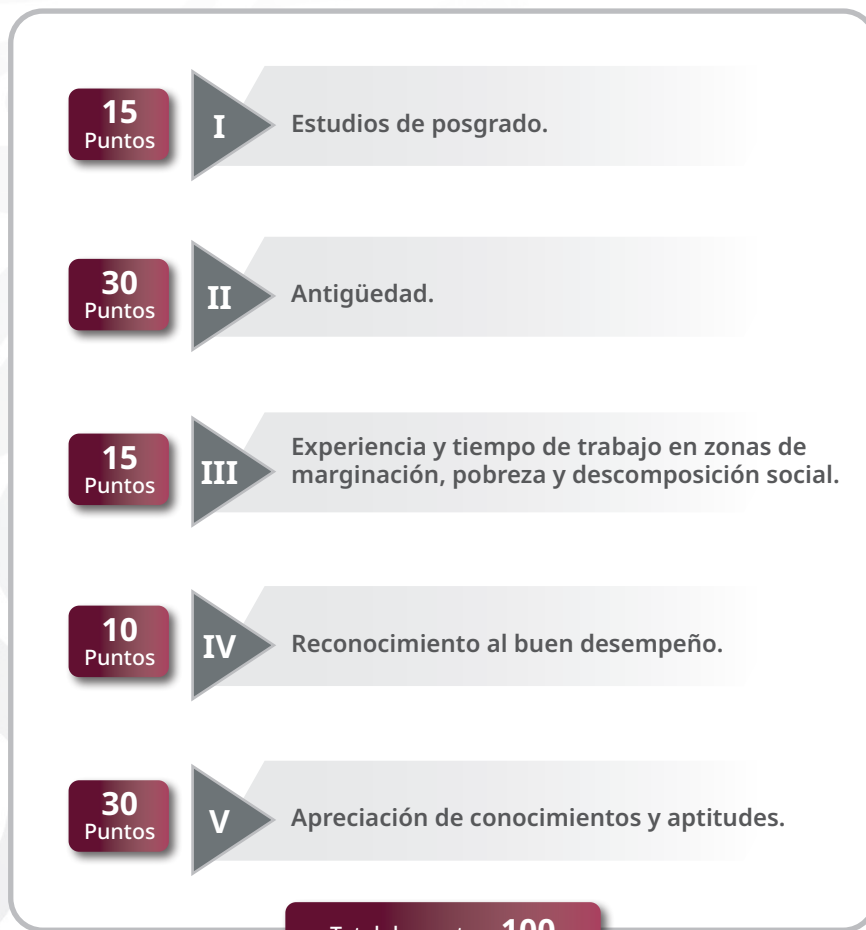 15
Puntos
I
Estudios de posgrado.
30
Puntos
II
Antigüedad.
15
Puntos
III
Experiencia y tiempo de trabajo en zonas de
marginación, pobreza y descomposición social.
10
Puntos
IV
Reconocimiento al buen desempeño.
30
Puntos
V
Apreciación de conocimientos y aptitudes.
100